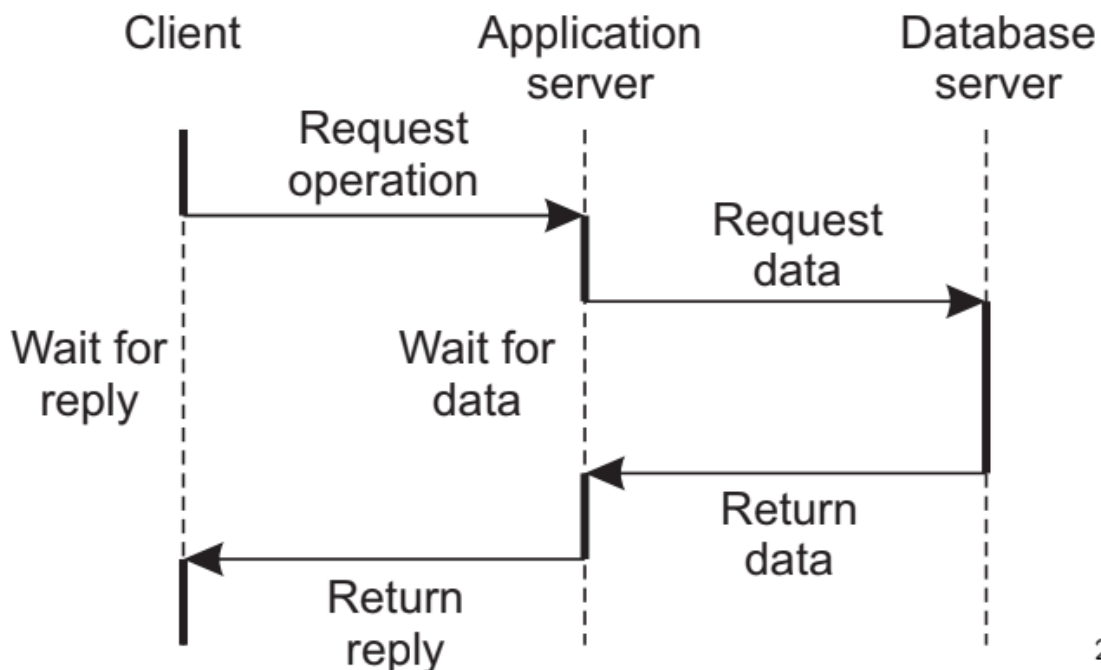 Client
Application
server
Database
server
Request
operation
Request
data
Wait for
reply
Wait for
data
Return
data
Return
reply
2